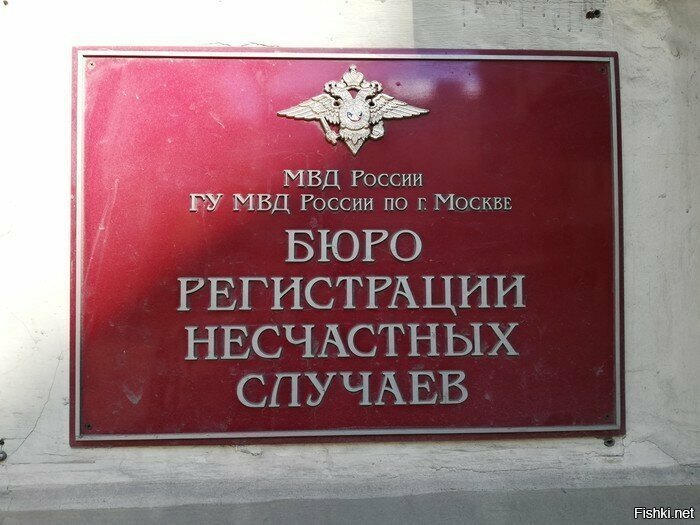 МВД России
ГУ МВД России по г. Москве
БЮРО
РЕГИСТРАЦИИ
НЕСЧАСТНЫХ
СЛУЧАЕВ
Fishki.net